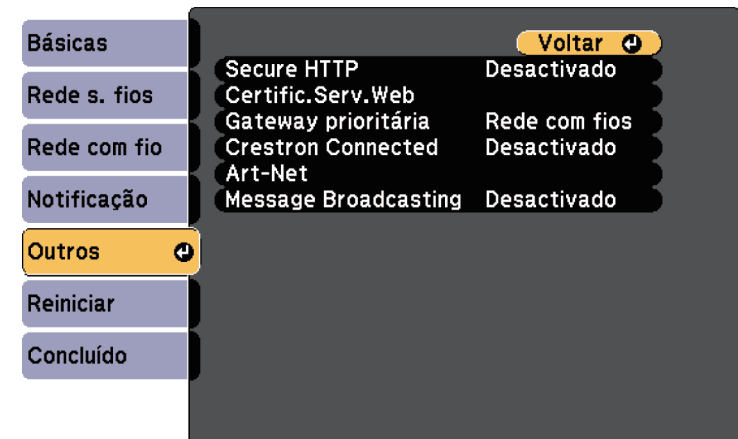 Básicas
Rede s. fios
Rede com fio
Notificação
Outros
Reiniciar
Concluído
Voltar
Secure HTTP Desactivado
Certific.Serv.Web
Gateway prioritária Rede com fios
Crestron Connected Desactivado
Art-Net
Message Broadcasting Desactivado